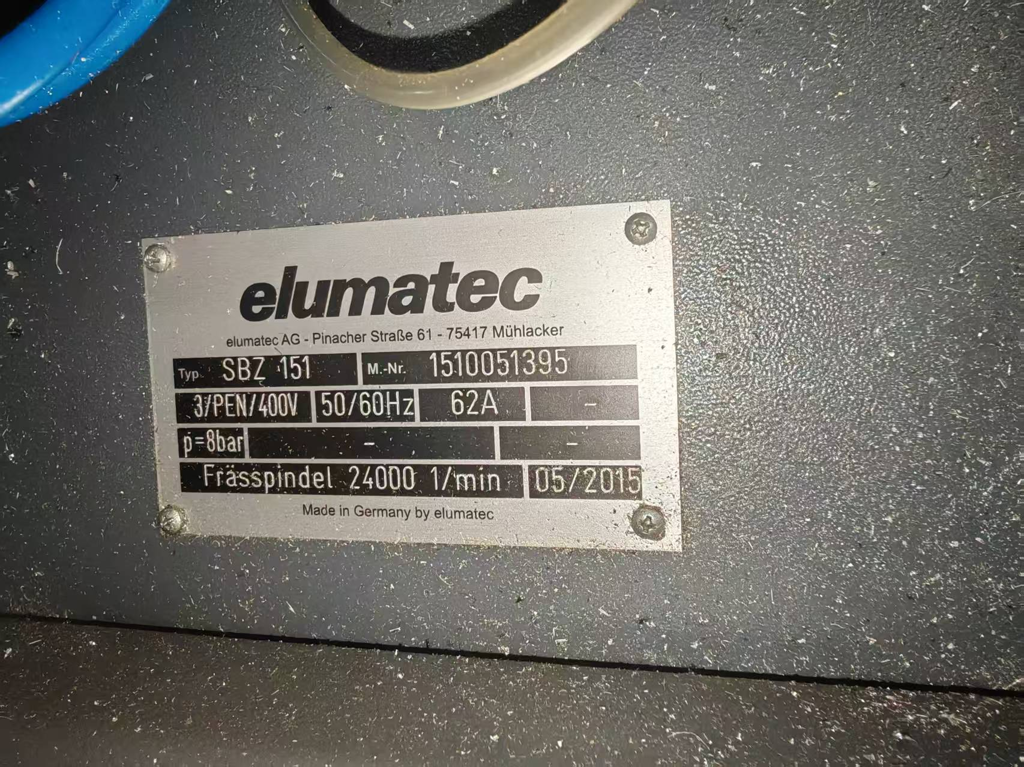 elumatec
elumatec AG - Pinacher Straße 61 - 75417 Mühlacker
Typ. SBZ 151 M.-Nr. 1510051395
3/PEN/400V 50/60Hz 62A -
p=8bar - -
Frässpindel 24000 1/min 05/2015
Made in Germany by elumatec